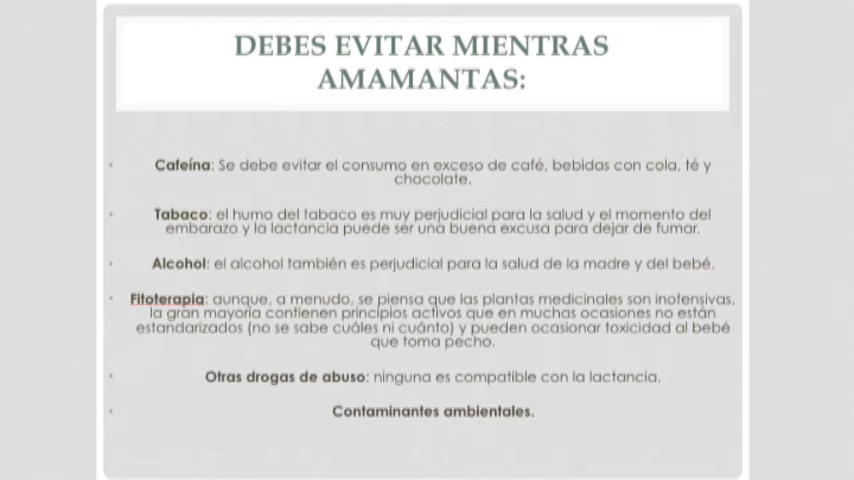 DEBES EVITAR MIENTRAS
AMAMANTAS:
• Cafeína: Se debe evitar el consumo en exceso de café, bebidas con cola, té y
chocolate.
• Tabaco: el humo del tabaco es muy perjudicial para la salud y el momento del
embarazo y la lactancia puede ser una buena excusa para dejar de fumar.
• Alcohol: el alcohol también es perjudicial para la salud de la madre y del bebé.
• Fitoterapia: aunque, a menudo, se piensa que las plantas medicinales son inofensivas,
la gran mayoría contienen principios activos que en muchas ocasiones no están
estandarizados (no se sabe cuáles ni cuánto) y pueden ocasionar toxicidad al bebé
que toma pecho.
• Otras drogas de abuso: ninguna es compatible con la lactancia.
• Contaminantes ambientales.